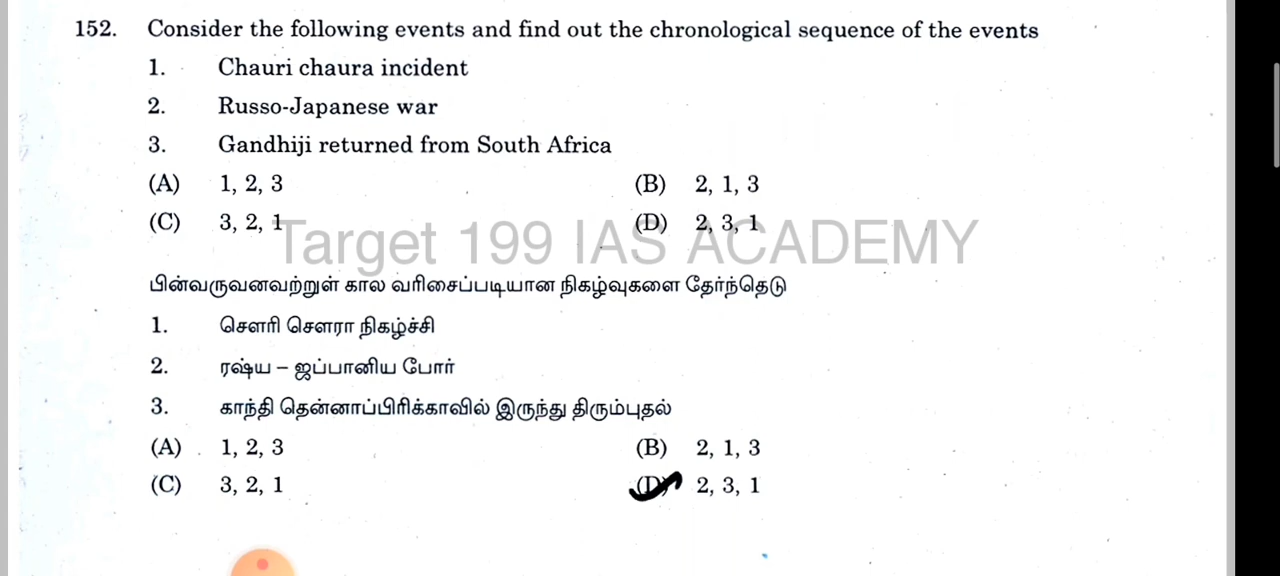 152. Consider the following events and find out the chronological sequence of the events
1. Chauri chaura incident
2. Russo-Japanese war
3. Gandhiji returned from South Africa
(A) 1, 2, 3 (B) 2, 1, 3
(C) 3, 2, 1 (D) 2, 3, 1
Target 199 IAS ACADEMY
பின்வருவனவற்றுள் கால வரிசைப்படியான நிகழ்வுகளை தேர்ந்தெடு
1. சௌரி சௌரா நிகழ்ச்சி
2. ரஷ்ய – ஜப்பானிய போர்
3. காந்தி தென்னாப்பிரிக்காவில் இருந்து திரும்புதல்
(A) 1, 2, 3 (B) 2, 1, 3
(C) 3, 2, 1 (D) 2, 3, 1